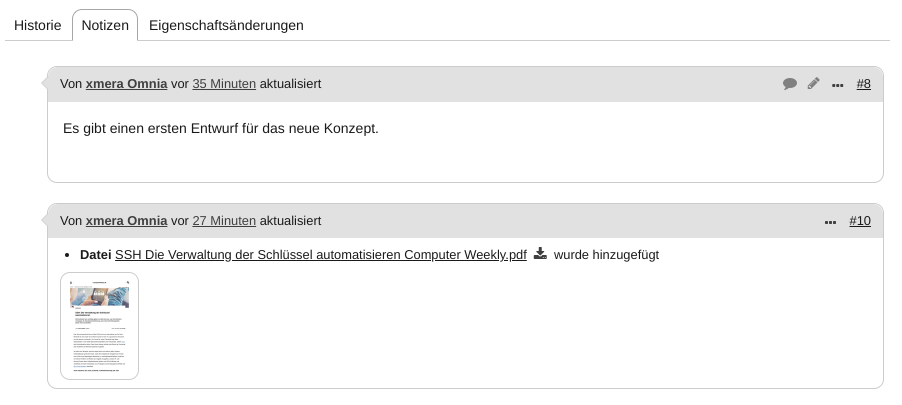 Historie Notizen Eigenschaftsänderungen
Von xmera Omnia vor 35 Minuten aktualisiert #8
Es gibt einen ersten Entwurf für das neue Konzept.
Von xmera Omnia vor 27 Minuten aktualisiert #10
• Datei SSH Die Verwaltung der Schlüssel automatisieren Computer Weekly.pdf wurde hinzugefügt